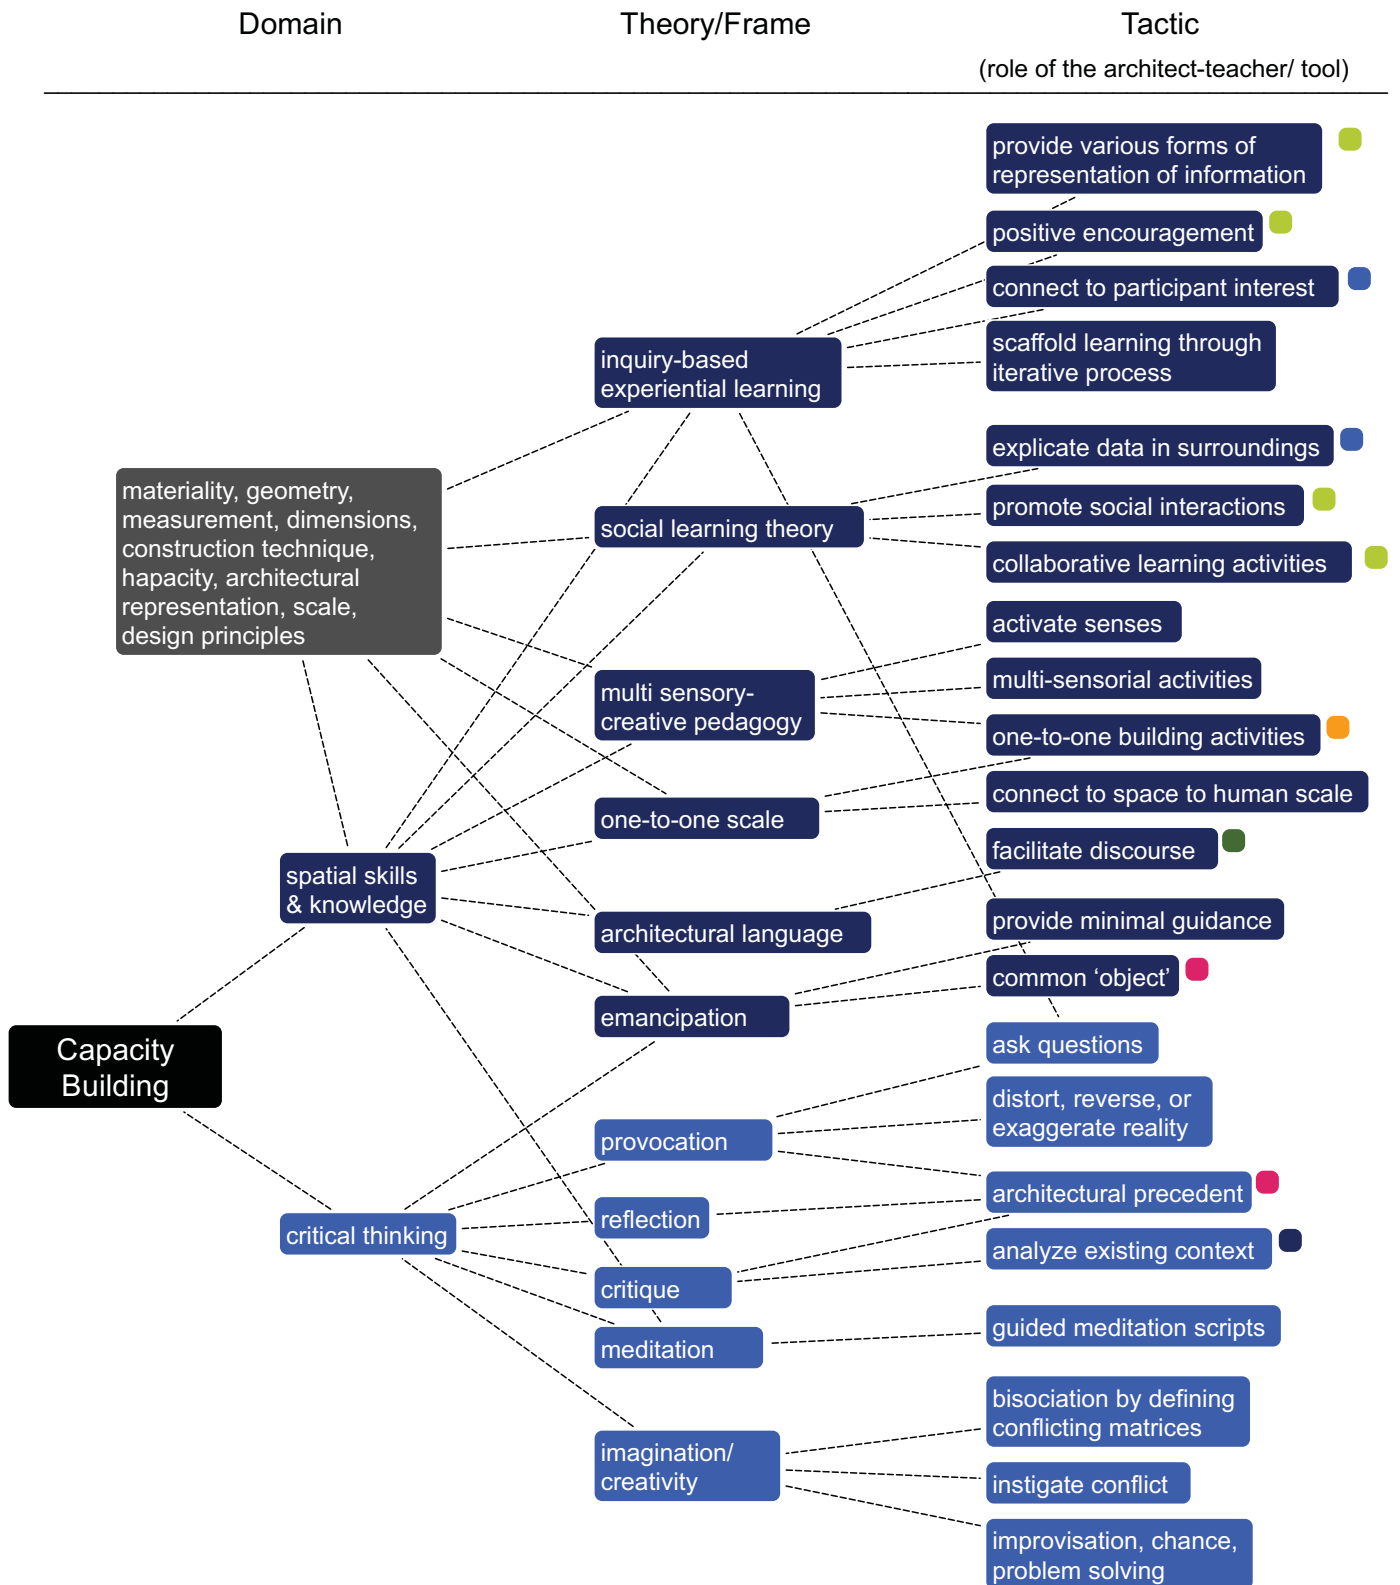 Domain
Theory/Frame
Tactic
(role of the architect-teacher/ tool)
provide various forms of
representation of information
positive encouragement
connect to participant interest
scaffold learning through
iterative process
inquiry-based
experiential learning
explicate data in surroundings
promote social interactions
collaborative learning activities
social learning theory
materiality, geometry,
measurement, dimensions,
construction technique,
hapacity, architectural
representation, scale,
design principles
activate senses
multi-sensorial activities
one-to-one building activities
multi sensory-
creative pedagogy
connect to space to human scale
one-to-one scale
facilitate discourse
spatial skills
& knowledge
architectural language
provide minimal guidance
common ‘object’
emancipation
Capacity
Building
ask questions
distort, reverse, or
exaggerate reality
provocation
architectural precedent
reflection
critical thinking
analyze existing context
critique
guided meditation scripts
meditation
bisociation by defining
conflicting matrices
imagination/
creativity
instigate conflict
improvisation, chance,
problem solving